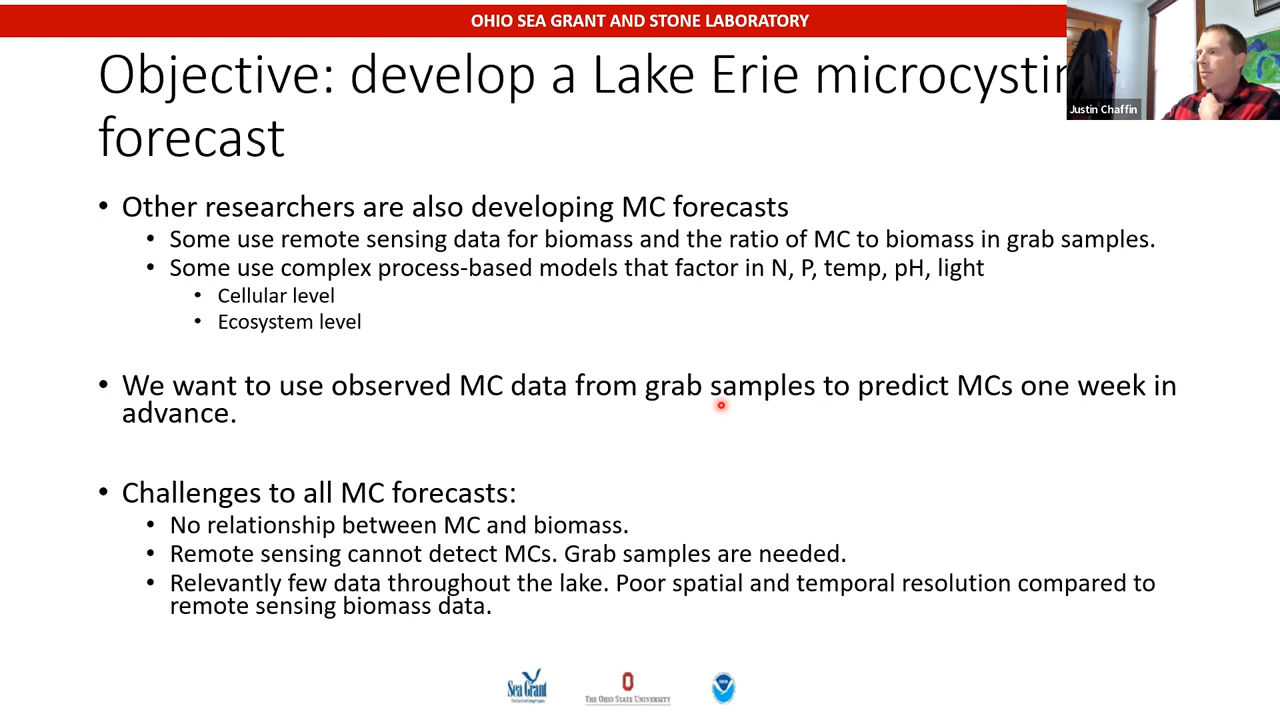 OHIO SEA GRANT AND STONE LABORATORY
Objective: develop a Lake Erie microcystin
forecast
Justin Chaffin
• Other researchers are also developing MC forecasts
• Some use remote sensing data for biomass and the ratio of MC to biomass in grab samples.
• Some use complex process-based models that factor in N, P, temp, pH, light
• Cellular level
• Ecosystem level
• We want to use observed MC data from grab samples to predict MCs one week in
advance.
• Challenges to all MC forecasts:
• No relationship between MC and biomass.
• Remote sensing cannot detect MCs. Grab samples are needed.
• Relevantly few data throughout the lake. Poor spatial and temporal resolution compared to
remote sensing biomass data.
Sea Grant
THE OHIO STATE UNIVERSITY